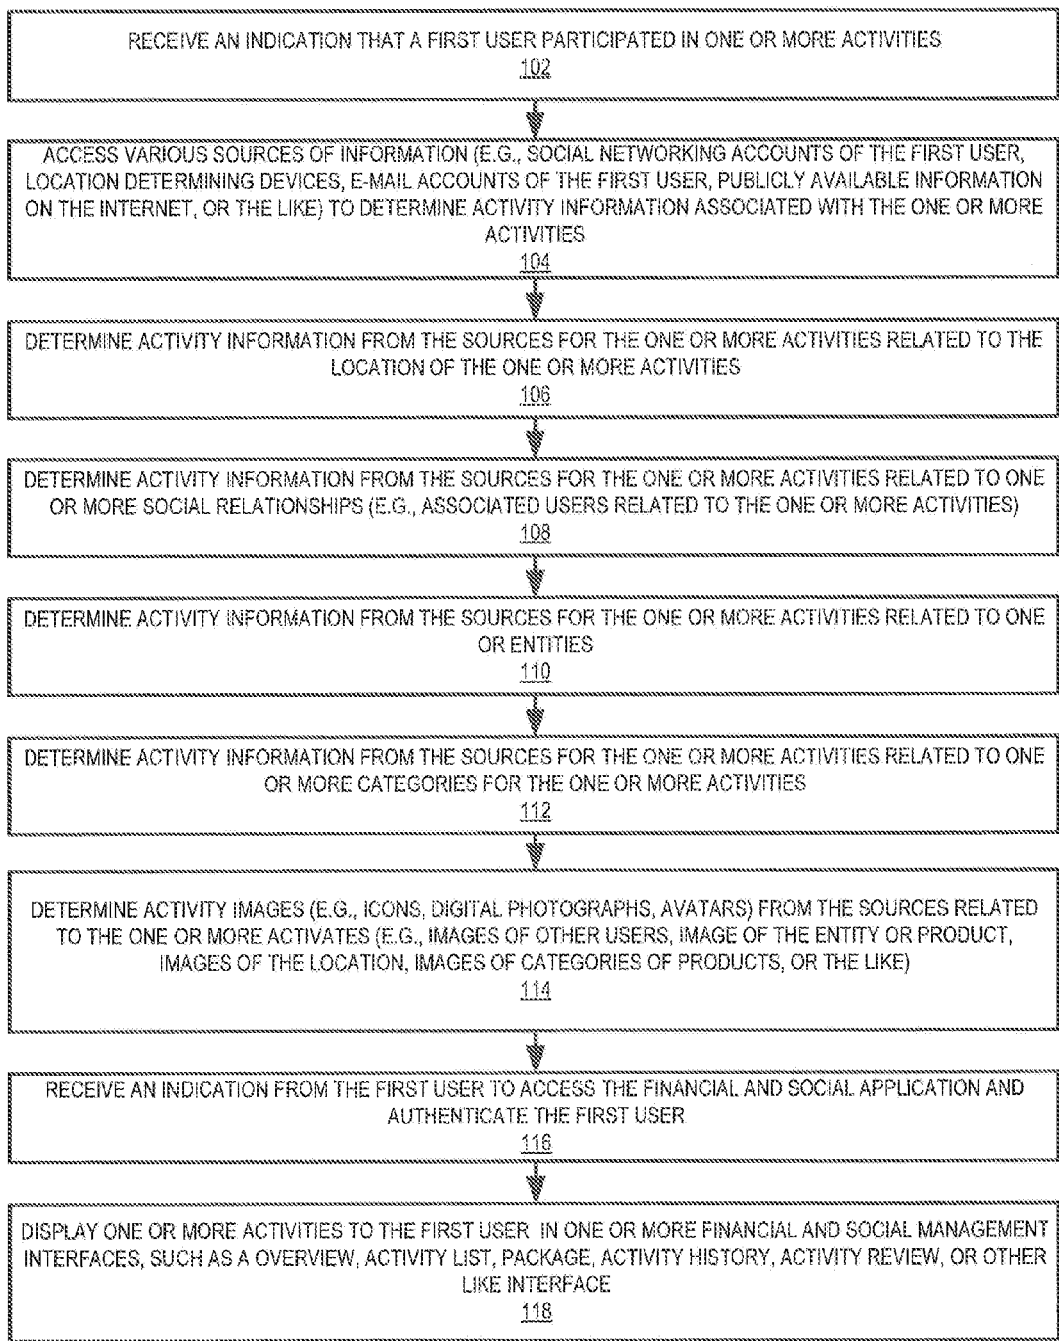 RECEIVE AN INDICATION THAT A FIRST USER PARTICIPATED IN ONE OR MORE ACTIVITIES
102
ACCESS VARIOUS SOURCES OF INFORMATION (E.G., SOCIAL NETWORKING ACCOUNTS OF THE FIRST USER,
LOCATION DETERMINING DEVICES, E-MAIL ACCOUNTS OF THE FIRST USER, PUBLICLY AVAILABLE INFORMATION
ON THE INTERNET, OR THE LIKE) TO DETERMINE ACTIVITY INFORMATION ASSOCIATED WITH THE ONE OR MORE
ACTIVITIES
104
DETERMINE ACTIVITY INFORMATION FROM THE SOURCES FOR THE ONE OR MORE ACTIVITIES RELATED TO THE
LOCATION OF THE ONE OR MORE ACTIVITIES
106
DETERMINE ACTIVITY INFORMATION FROM THE SOURCES FOR THE ONE OR MORE ACTIVITIES RELATED TO ONE
OR MORE SOCIAL RELATIONSHIPS (E.G., ASSOCIATED USERS RELATED TO THE ONE OR MORE ACTIVITIES)
108
DETERMINE ACTIVITY INFORMATION FROM THE SOURCES FOR THE ONE OR MORE ACTIVITIES RELATED TO ONE
OR ENTITIES
110
DETERMINE ACTIVITY INFORMATION FROM THE SOURCES FOR THE ONE OR MORE ACTIVITIES RELATED TO ONE
OR MORE CATEGORIES FOR THE ONE OR MORE ACTIVITIES
112
DETERMINE ACTIVITY IMAGES (E.G., ICONS, DIGITAL PHOTOGRAPHS, AVATARS) FROM THE SOURCES RELATED
TO THE ONE OR MORE ACTIVATES (E.G., IMAGES OF OTHER USERS, IMAGE OF THE ENTITY OR PRODUCT,
IMAGES OF THE LOCATION, IMAGES OF CATEGORIES OF PRODUCTS, OR THE LIKE)
114
RECEIVE AN INDICATION FROM THE FIRST USER TO ACCESS THE FINANCIAL AND SOCIAL APPLICATION AND
AUTHENTICATE THE FIRST USER
116
DISPLAY ONE OR MORE ACTIVITIES TO THE FIRST USER IN ONE OR MORE FINANCIAL AND SOCIAL MANAGEMENT
INTERFACES, SUCH AS A OVERVIEW, ACTIVITY LIST, PACKAGE, ACTIVITY HISTORY, ACTIVITY REVIEW, OR OTHER
LIKE INTERFACE
118